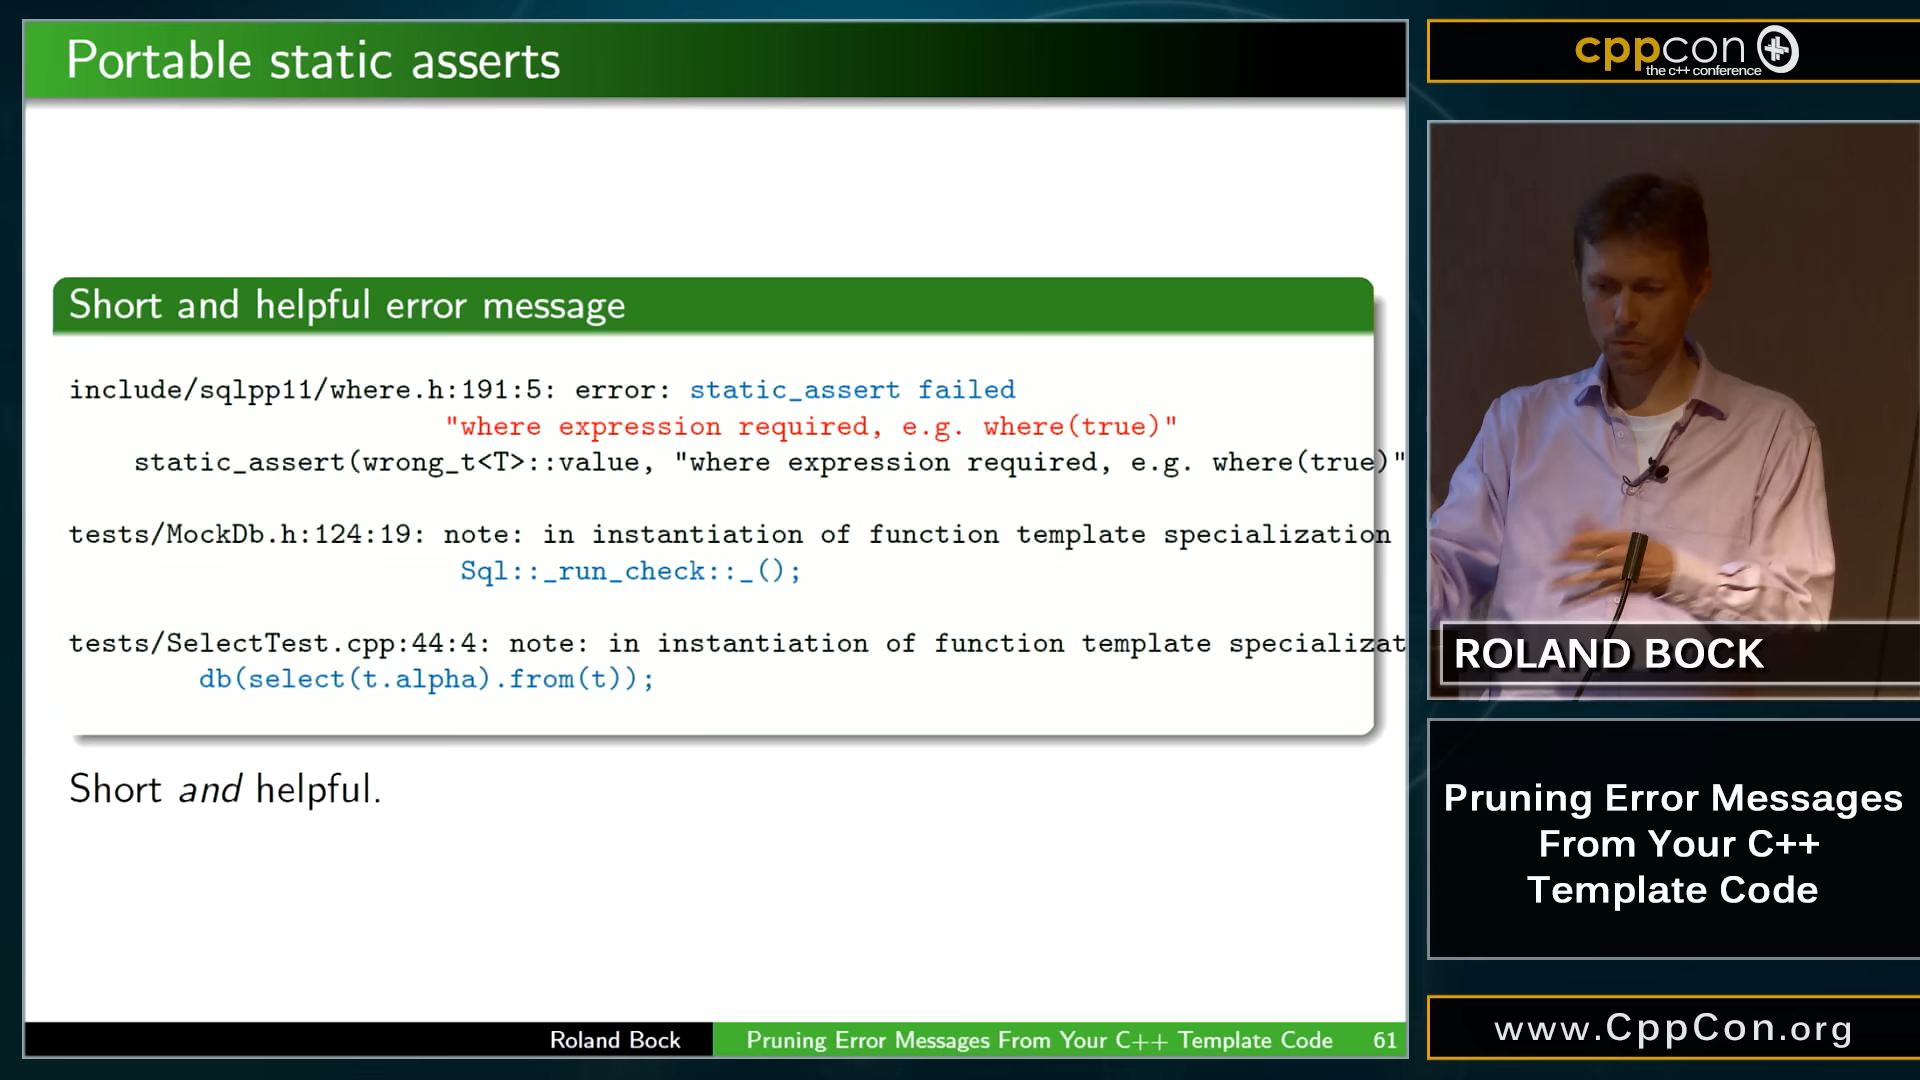 Portable static asserts
Short and helpful error message
include/sqlpp11/where.h:191:5: error: static_assert failed
"where expression required, e.g. where(true)"
static_assert(wrong_t<T>::value, "where expression required, e.g. where(true)"
tests/MockDb.h:124:19: note: in instantiation of function template specialization
Sql::_run_check::_();
tests/SelectTest.cpp:44:4: note: in instantiation of function template specializat
db(select(t.alpha).from(t));
Short and helpful.
Roland Bock
Pruning Error Messages From Your C++ Template Code
61
cppcon
the c++ conference
ROLAND BOCK
Pruning Error Messages
From Your C++
Template Code
www.CppCon.org